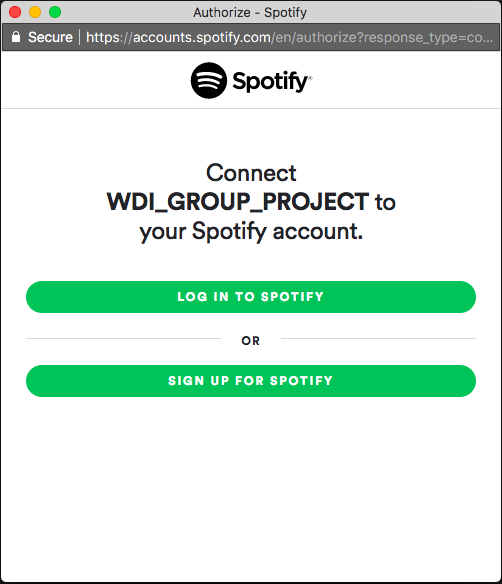 Authorize - Spotify
Secure | https://accounts.spotify.com/en/authorize?response_type=co...
Spotify®
Connect
WDI_GROUP_PROJECT to
your Spotify account.
LOG IN TO SPOTIFY
OR
SIGN UP FOR SPOTIFY